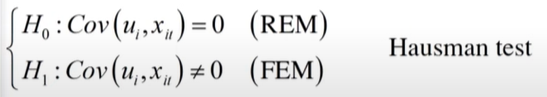 H₀ : Cov(uᵢ, xᵢₜ) = 0 (REM)
H₁ : Cov(uᵢ, xᵢₜ) ≠ 0 (FEM)
Hausman test